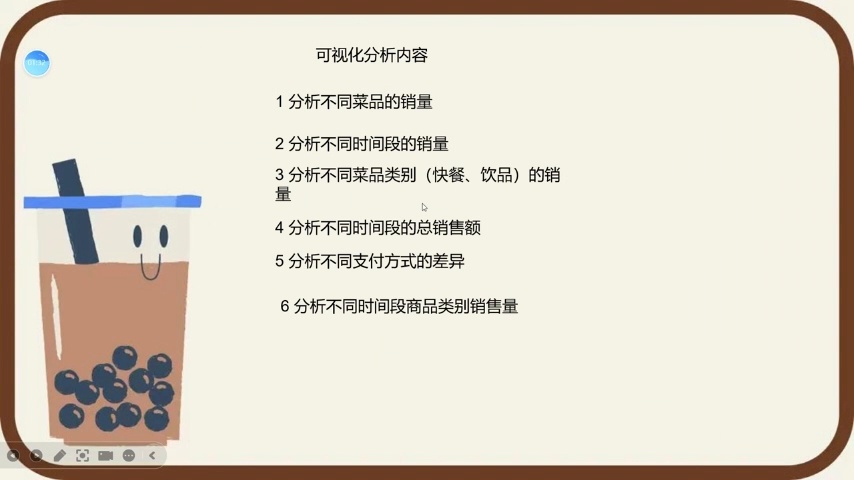 可视化分析内容
1 分析不同菜品的销量
2 分析不同时间段的销量
3 分析不同菜品类别（快餐、饮品）的销
量
4 分析不同时间段的总销售额
5 分析不同支付方式的差异
6 分析不同时间段商品类别销售量